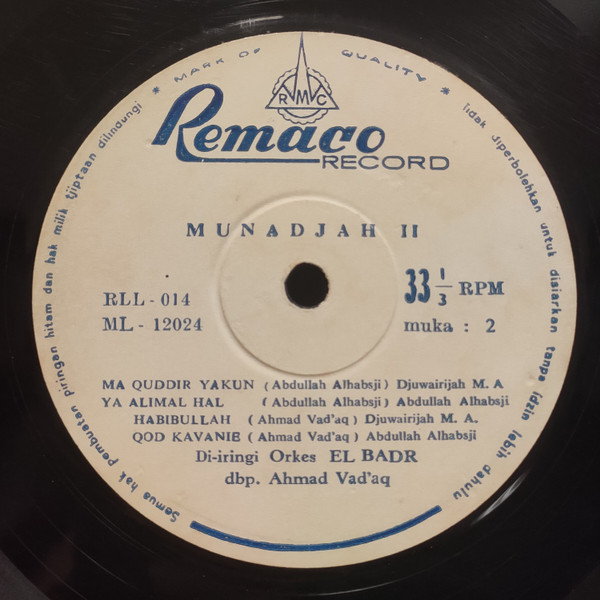 * MARK OF QUALITY *
RMC
Remaco
RECORD
MUNADJAH II
RLL - 014
ML - 12024
33 1/3 RPM
muka : 2
MA QUDDIR YAKUN (Abdullah Alhabsji) Djuwairijah M. A
YA ALIMAL HAL (Abdullah Alhabsji) Abdullah Alhabsji
HABIBULLAH (Ahmad Vad'aq) Djuwairijah M. A.
QOD KAVANIE (Ahmad Vad'aq) Abdullah Alhabsji
Di-iringi Orkes EL BADR
dbp. Ahmad Vad'aq
Semua hak pembuatan piringan hitam dan hak milik tjiptaan dilindungi
Tidak diperbolehkan untuk disiarkan tanpa idzin lebih dahulu